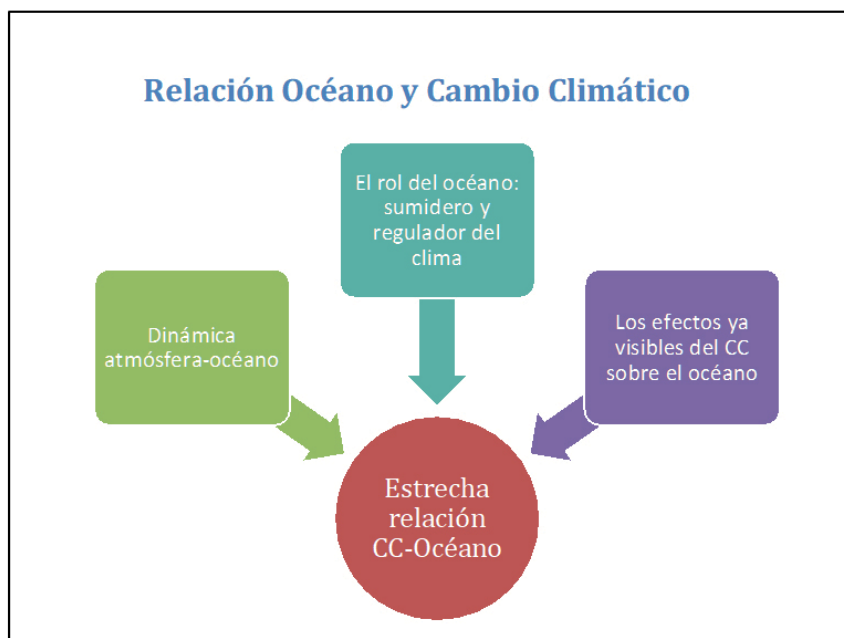 Relación Océano y Cambio Climático
El rol del océano:
sumidero y
regulador del
clima
Dinámica
atmósfera-océano
Los efectos ya
visibles del CC
sobre el océano
Estrecha
relación
CC-Océano